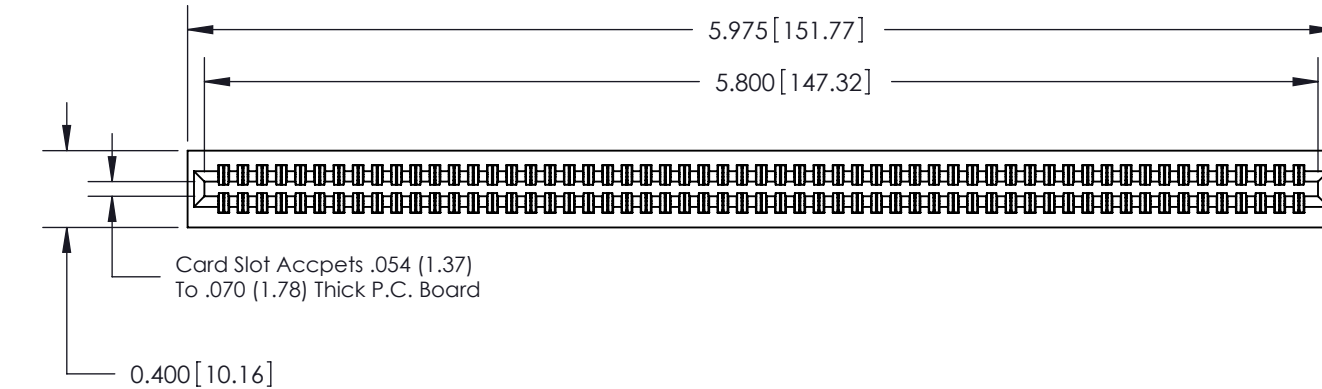 5.975[151.77]
5.800[147.32]
Card Slot Accpets .054 (1.37)
To .070 (1.78) Thick P.C. Board
0.400[10.16]